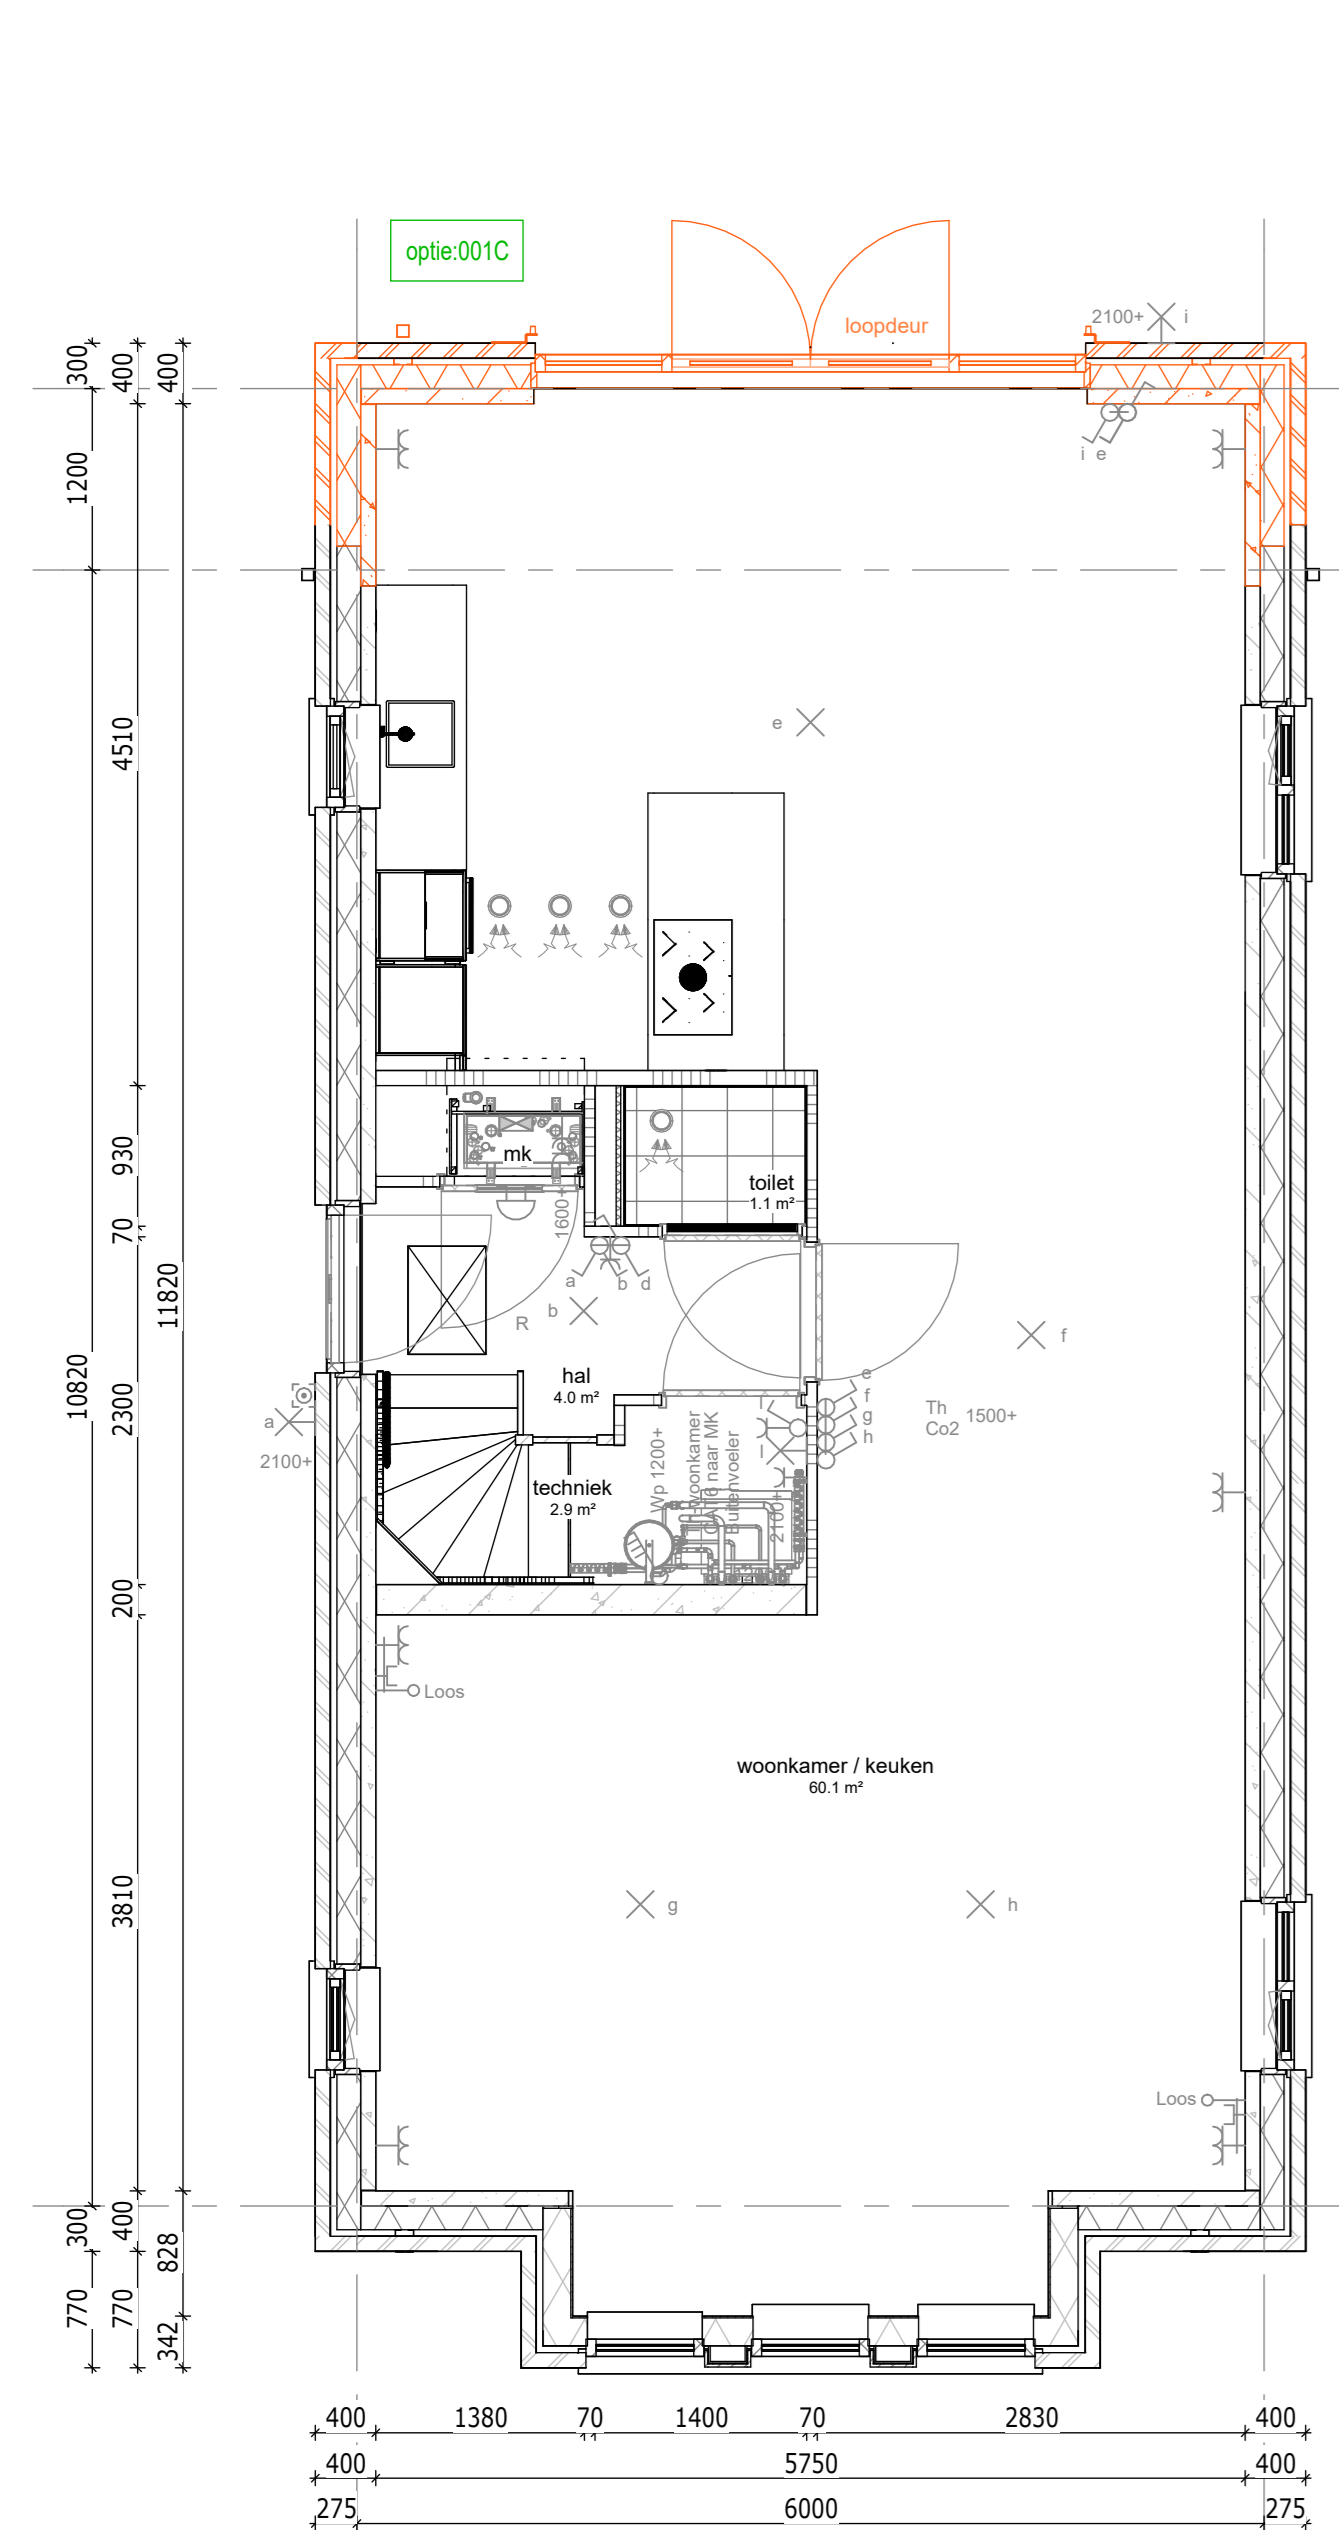 optie:001C
loopdeur
2100+ i
300
400
400
i e
1200
4510
e
930
mk
toilet
1.1 m²
1600+
70
a b d
b
R
11820
f
hal
4.0 m²
10820
2300
a
2100+
e
f
g
h
Th
Co2
1500+
l
l
Wp 1200+
woonkamer
CAT6 naar MK
Buitenvoeler
2100+
techniek
2.9 m²
200
Loos
woonkamer / keuken
60.1 m²
3810
g
h
Loos
300
400
828
770
770
342
400 1380 70 1400 70 2830 400
400 5750 400
275 6000 275